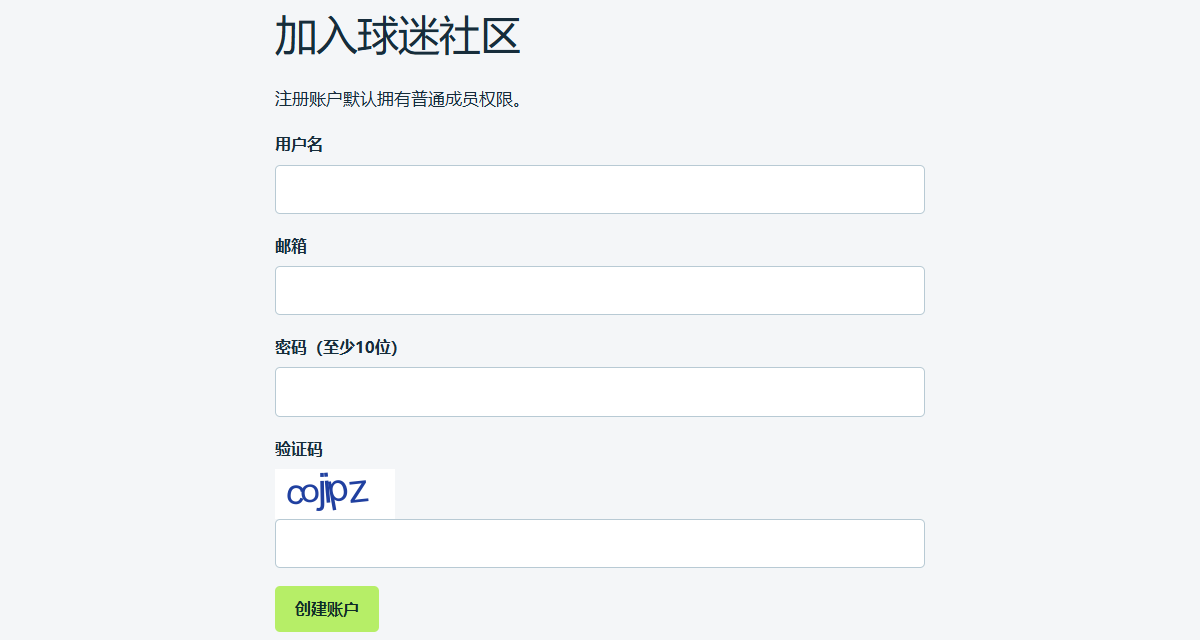 加入球迷社区
注册账户默认拥有普通成员权限。
用户名
邮箱
密码（至少10位）
验证码
cojipz
创建账户